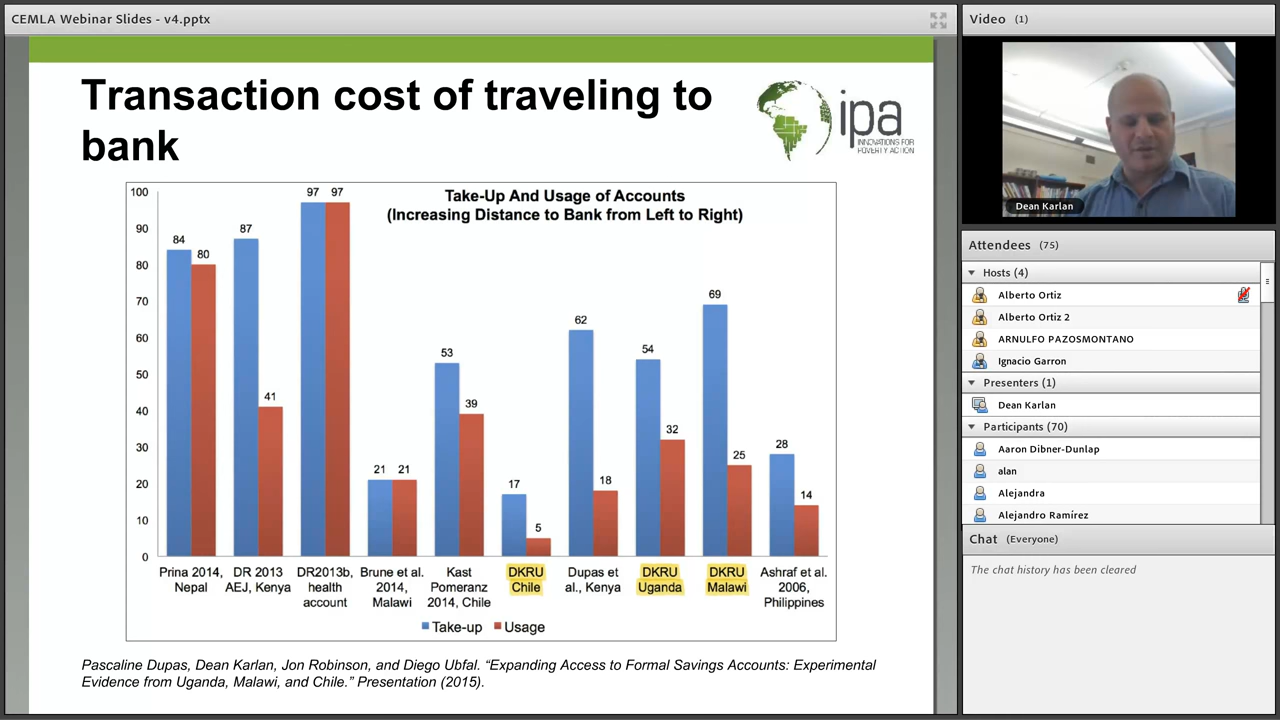 CEMLA Webinar Slides - v4.pptx
Transaction cost of traveling to
bank
ipa
INNOVATIONS FOR
POVERTY ACTION
Take-Up And Usage of Accounts
(Increasing Distance to Bank from Left to Right)
100
90
80
70
60
50
40
30
20
10
0
84
80
87
41
97
97
21
21
53
39
17
5
62
18
54
32
69
25
28
14
Prina 2014,
Nepal
DR 2013
AEJ, Kenya
DR2013b,
health
account
Brune et al.
2014,
Malawi
Kast
Pomeranz
2014, Chile
DKRU
Chile
Dupas et
al., Kenya
DKRU
Uganda
DKRU
Malawi
Ashraf et al.
2006,
Philippines
Take-up
Usage
Pascaline Dupas, Dean Karlan, Jon Robinson, and Diego Ubfal. “Expanding Access to Formal Savings Accounts: Experimental
Evidence from Uganda, Malawi, and Chile.” Presentation (2015).
Video (1)
Dean Karlan
Attendees (75)
Hosts (4)
Alberto Ortiz
Alberto Ortiz 2
ARNULFO PAZOSMONTANO
Ignacio Garron
Presenters (1)
Dean Karlan
Participants (70)
Aaron Dibner-Dunlap
alan
Alejandra
Alejandro Ramírez
Chat (Everyone)
The chat history has been cleared